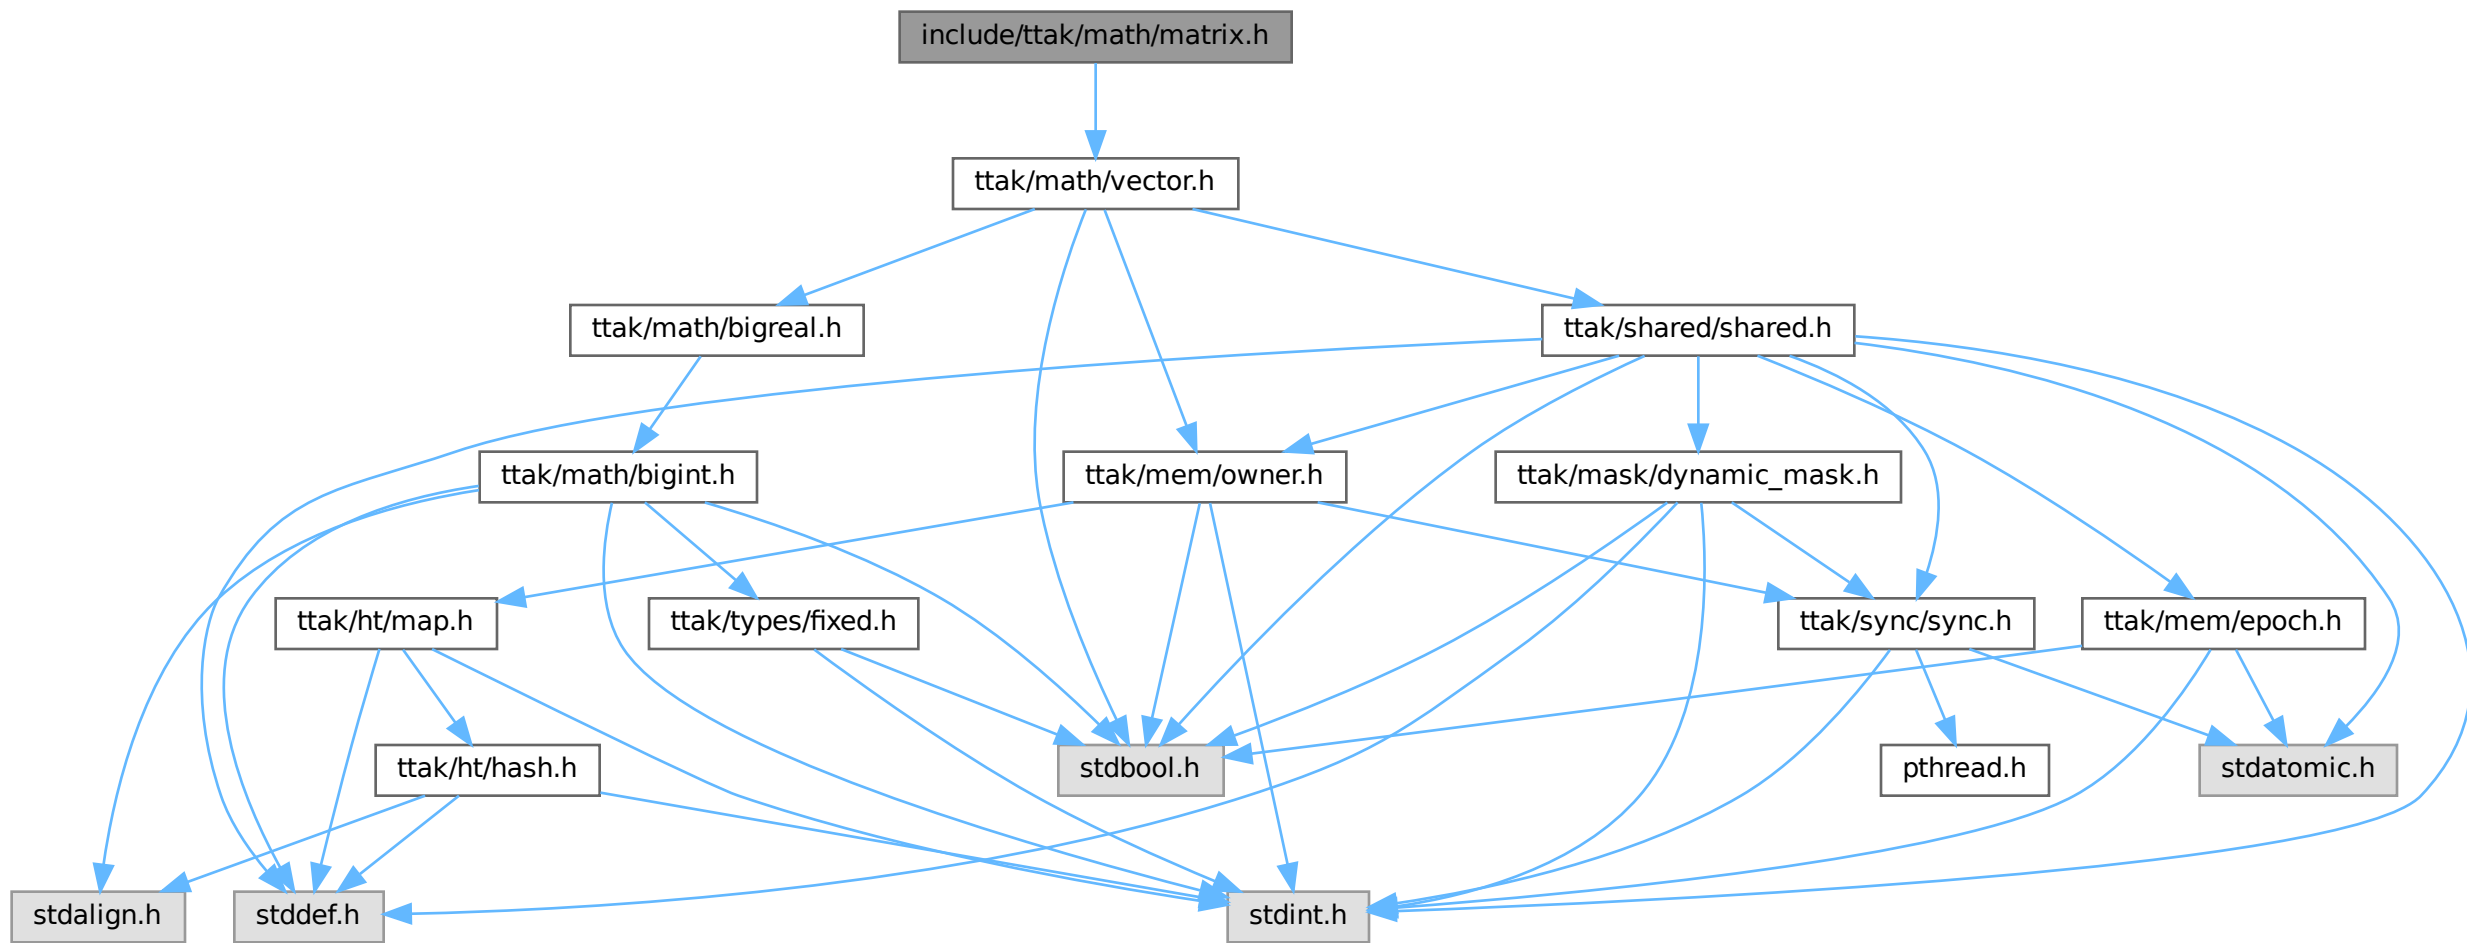 include/ttak/math/matrix.h
ttak/math/vector.h
ttak/math/bigreal.h
ttak/shared/shared.h
ttak/math/bigint.h
ttak/mem/owner.h
ttak/mask/dynamic_mask.h
ttak/ht/map.h
ttak/types/fixed.h
ttak/sync/sync.h
ttak/mem/epoch.h
ttak/ht/hash.h
stdbool.h
pthread.h
stdatomic.h
stdalign.h
stddef.h
stdint.h